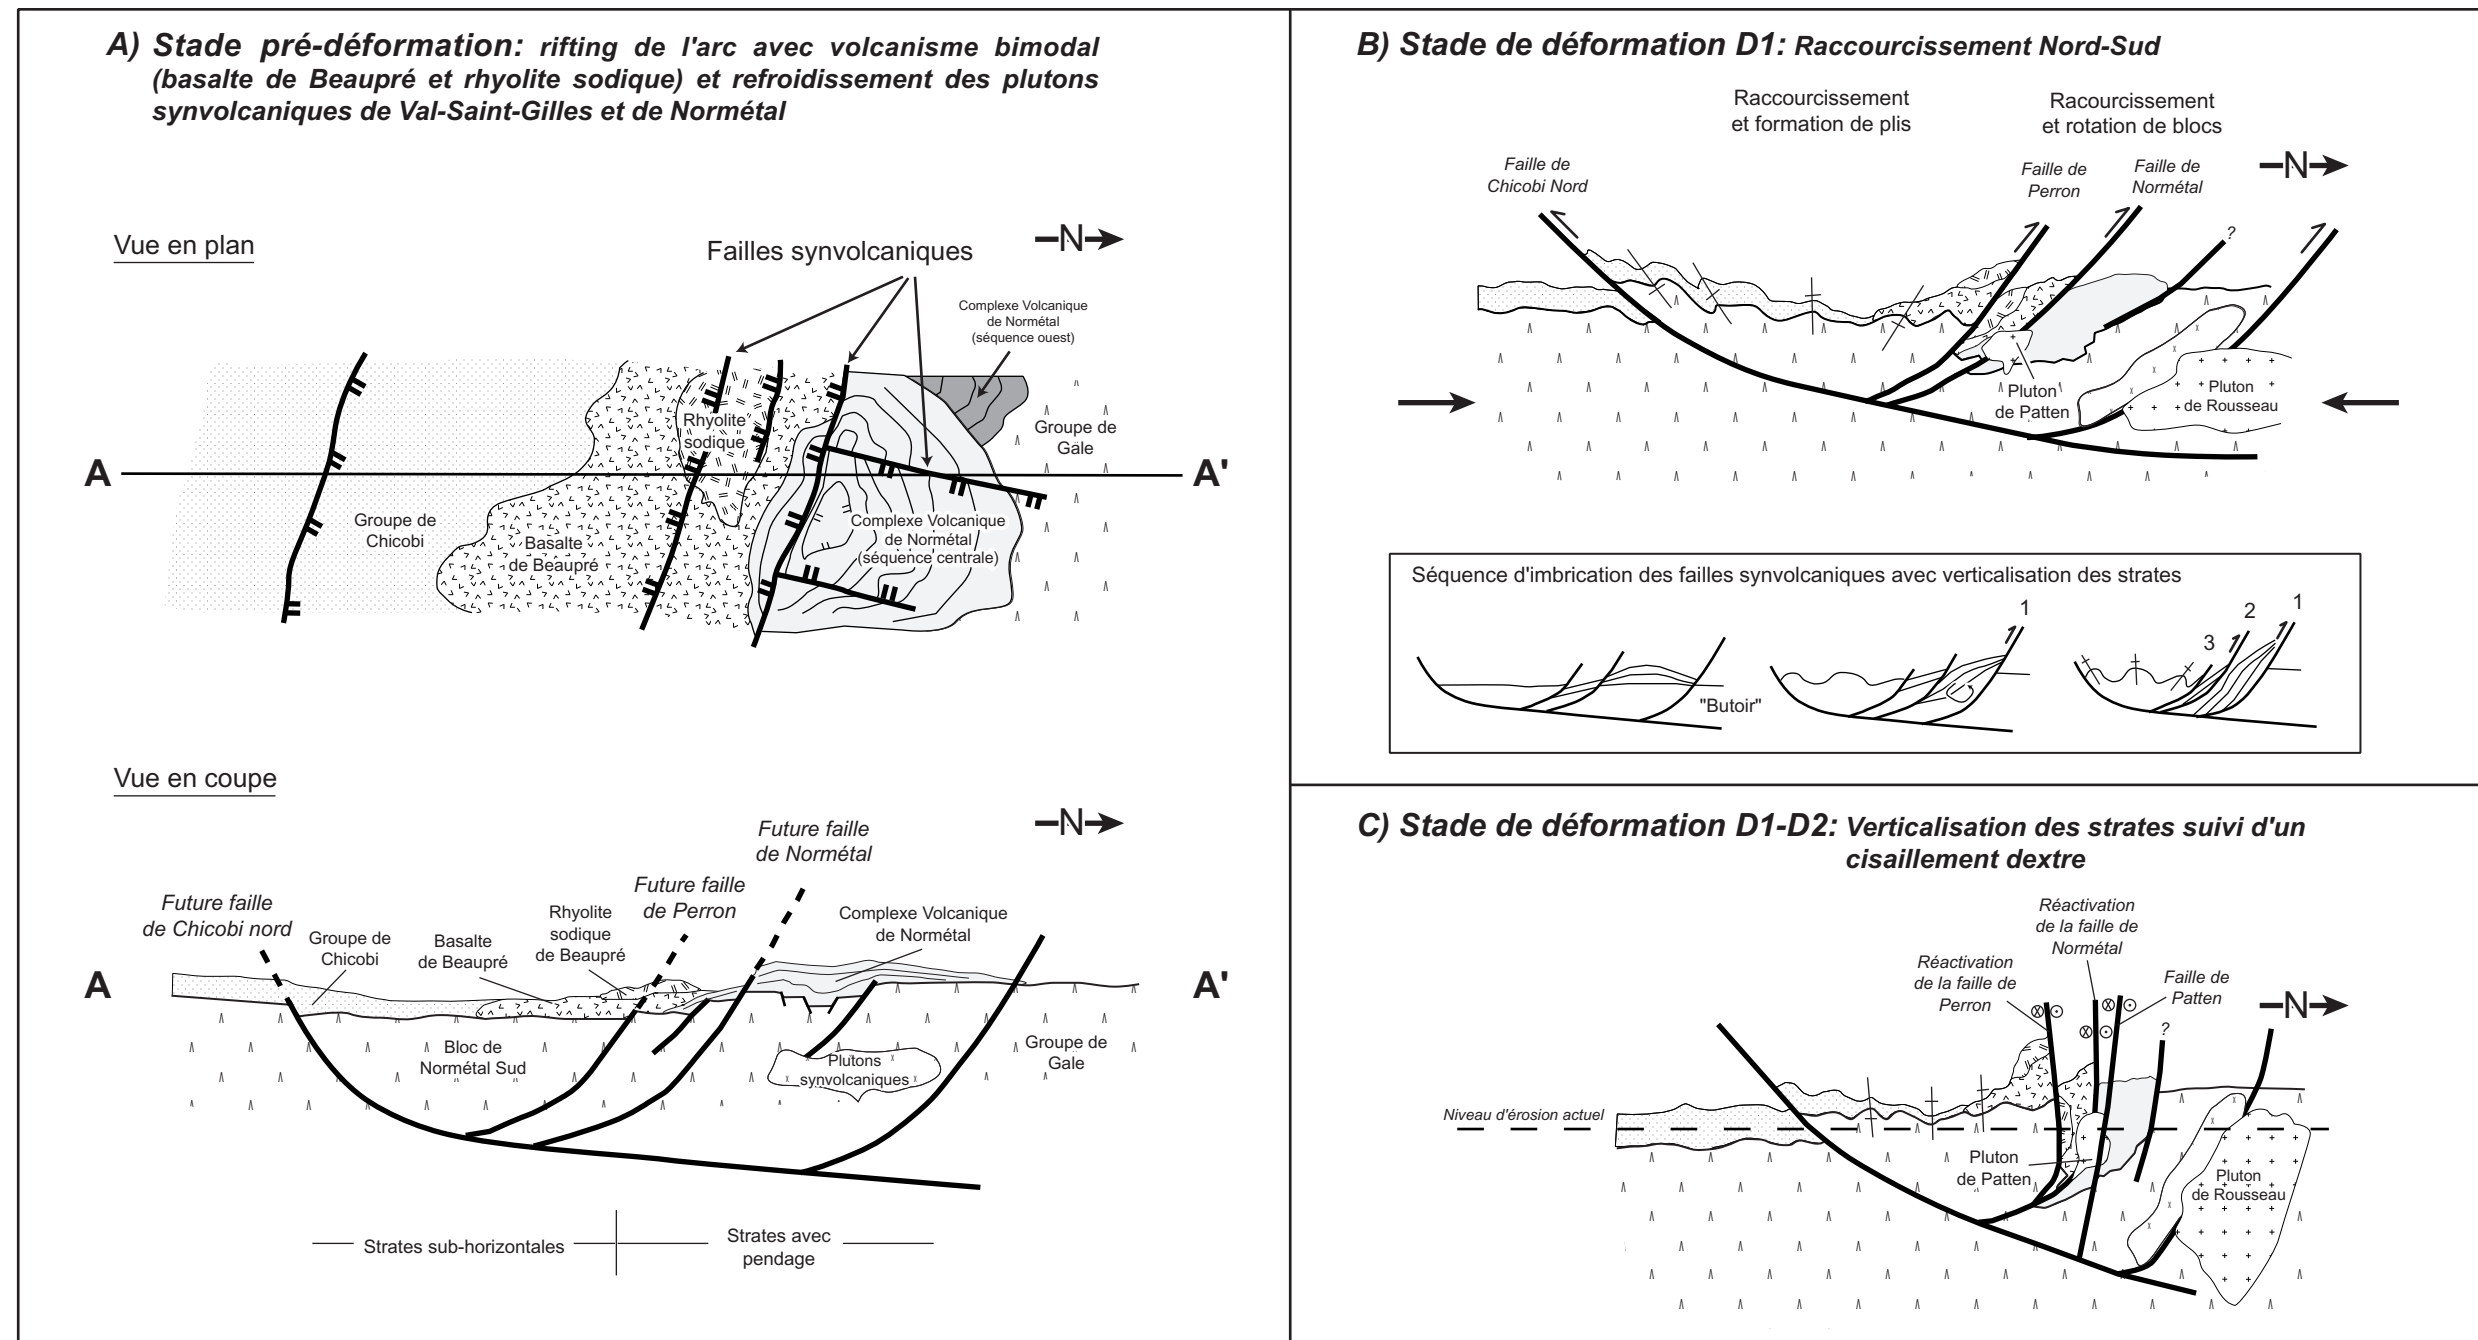 A) Stade pré-déformation: rifting de l'arc avec volcanisme bimodal
(basalte de Beaupré et rhyolite sodique) et refroidissement des plutons
synvolcaniques de Val-Saint-Gilles et de Normétal
Vue en plan
Failles synvolcaniques
N
Complexe Volcanique
de Normétal
(séquence ouest)
Rhyolite
sodique
Groupe de
Gale
A
A'
Groupe de
Chicobi
Basalte
de Beaupré
Complexe Volcanique
de Normétal
(séquence centrale)
Vue en coupe
N
Future faille
de Normétal
Future faille
de Perron
Future faille
de Chicobi nord
Groupe de
Chicobi
Basalte
de Beaupré
Rhyolite
sodique
de Beaupré
Complexe Volcanique
de Normétal
A
A'
Bloc de
Normétal Sud
Plutons
synvolcaniques
Groupe de
Gale
Strates sub-horizontales
Strates avec
pendage
B) Stade de déformation D1: Raccourcissement Nord-Sud
Raccourcissement
et formation de plis
Racourcissement
et rotation de blocs
Faille de
Chicobi Nord
Faille de
Perron
Faille de
Normétal
N
?
Pluton
de Patten
Pluton
de Rousseau
Séquence d'imbrication des failles synvolcaniques avec verticalisation des strates
"Butoir"
1
3
2
1
C) Stade de déformation D1-D2: Verticalisation des strates suivi d'un
cisaillement dextre
Réactivation
de la faille de
Normétal
Réactivation
de la faille de
Perron
Faille de
Patten
N
?
Niveau d'érosion actuel
Pluton
de Patten
Pluton
de Rousseau